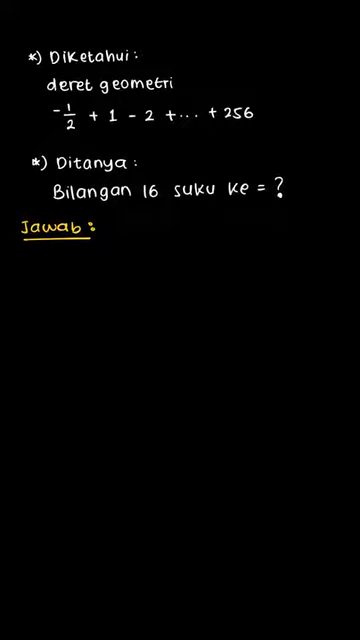 *) Diketahui:
deret geometri
-1/2 + 1 - 2 + ... + 256
*) Ditanya:
Bilangan 16 suku ke = ?
Jawab: